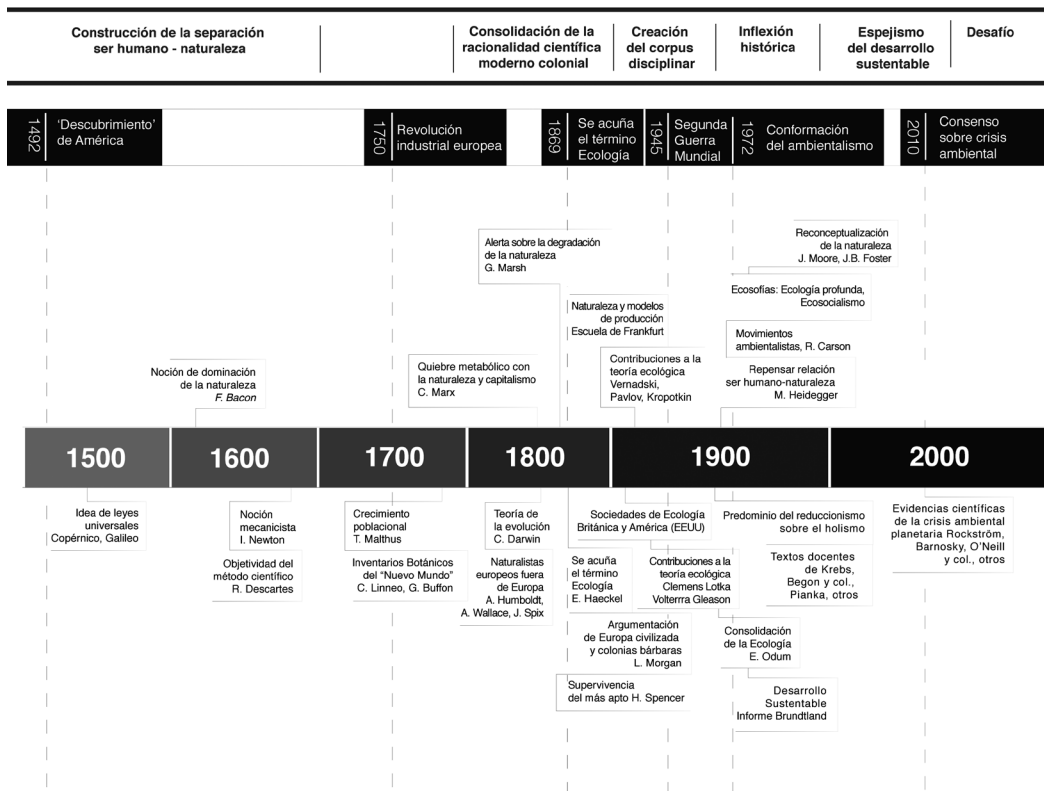 Construcción de la separación
ser humano - naturaleza
Consolidación de la
racionalidad científica
moderno colonial
Creación
del corpus
disciplinar
Inflexión
histórica
Espejismo
del desarrollo
sustentable
Desafío
1492
'Descubrimiento'
de América
1750
Revolución
industrial europea
1869
Se acuña
el término
Ecología
1945
Segunda
Guerra
Mundial
1972
Conformación
del ambientalismo
2010
Consenso
sobre crisis
ambiental
Reconceptualización
de la naturaleza
J. Moore, J.B. Foster
Alerta sobre la degradación
de la naturaleza
G. Marsh
Ecosofías: Ecología profunda,
Ecosocialismo
Naturaleza y modelos
de producción
Escuela de Frankfurt
Movimientos
ambientalistas, R. Carson
Noción de dominación
de la naturaleza
F. Bacon
Quiebre metabólico con
la naturaleza y capitalismo
C. Marx
Contribuciones a la
teoría ecológica
Vernadski,
Pavlov, Kropotkin
Repensar relación
ser humano-naturaleza
M. Heidegger
1500
1600
1700
1800
1900
2000
Idea de leyes
universales
Copérnico, Galileo
Noción
mecanicista
I. Newton
Objetividad del
método científico
R. Descartes
Crecimiento
poblacional
T. Malthus
Inventarios Botánicos
del "Nuevo Mundo"
C. Linneo, G. Buffon
Teoría de
la evolución
C. Darwin
Naturalistas
europeos fuera
de Europa
A. Humboldt,
A. Wallace, J. Spix
Sociedades de Ecología
Británica y América (EEUU)
Se acuña
el término
Ecología
E. Haeckel
Contribuciones a la
teoría ecológica
Clemens Lotka
Volterrra Gleason
Argumentación
de Europa civilizada
y colonias bárbaras
L. Morgan
Supervivencia
del más apto H. Spencer
Predominio del reduccionismo
sobre el holismo
Textos docentes
de Krebs,
Begon y col.,
Pianka, otros
Consolidación
de la Ecología
E. Odum
Desarrollo
Sustentable
Informe Brundtland
Evidencias científicas
de la crisis ambiental
planetaria Rockström,
Barnosky, O'Neill
y col., otros